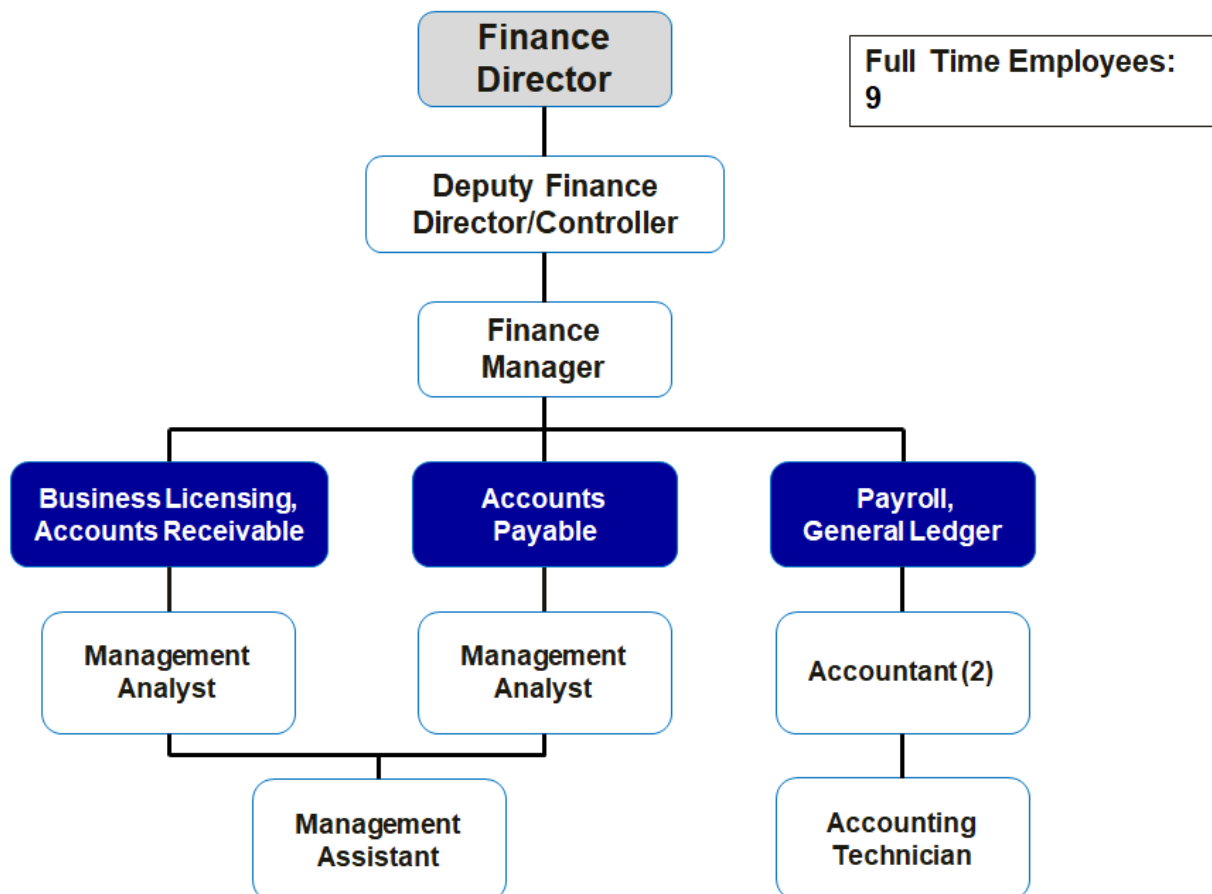 Finance
Director
Full Time Employees:
9
Deputy Finance
Director/Controller
Finance
Manager
Business Licensing,
Accounts Receivable
Accounts
Payable
Payroll,
General Ledger
Management
Analyst
Management
Analyst
Accountant (2)
Management
Assistant
Accounting
Technician